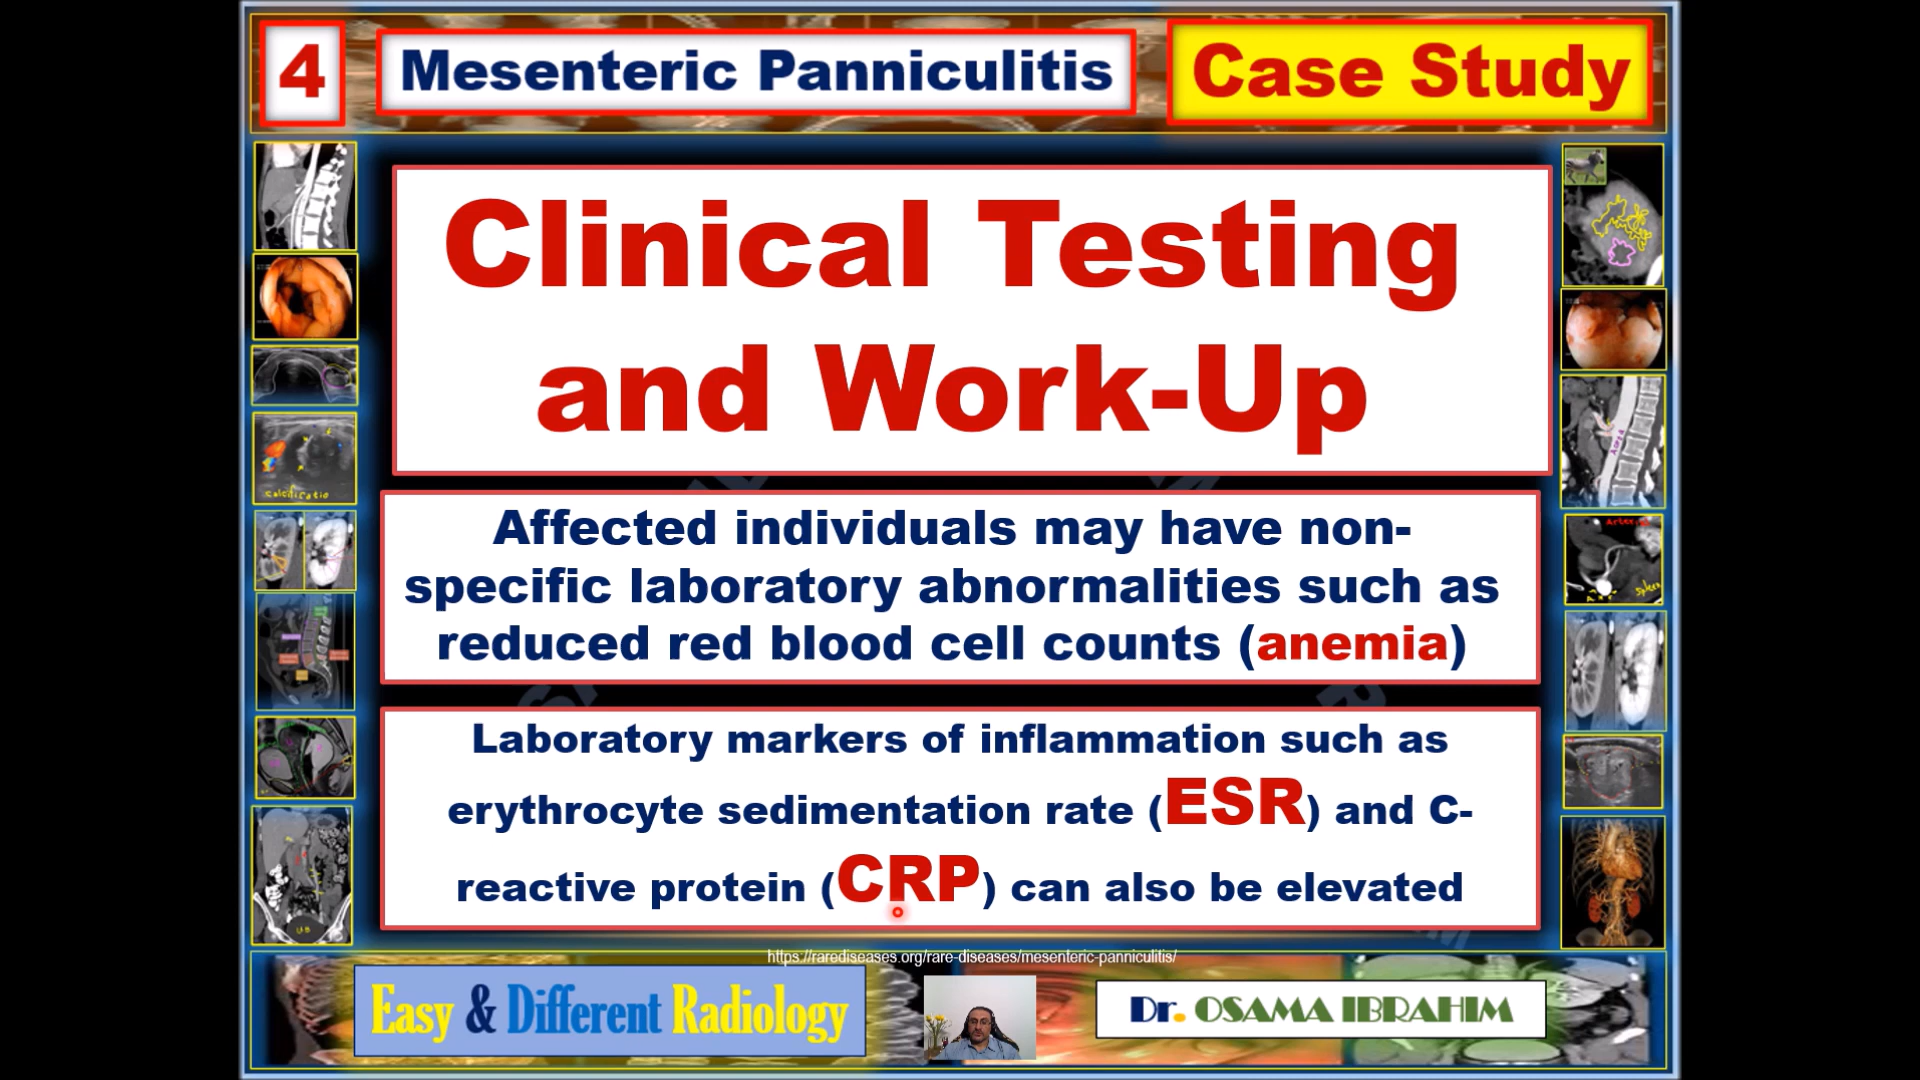 4
Mesenteric Panniculitis
Case Study
Clinical Testing
and Work-Up
Affected individuals may have non-
specific laboratory abnormalities such as
reduced red blood cell counts (anemia)
Laboratory markers of inflammation such as
erythrocyte sedimentation rate (ESR) and C-
reactive protein (CRP) can also be elevated
https://rarediseases.org/rare-diseases/mesenteric-panniculitis/
Easy & Different Radiology
Dr. OSAMA IBRAHIM